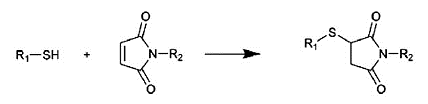 R₁—SH + O N—R₂ O R₁ S O N—R₂ O